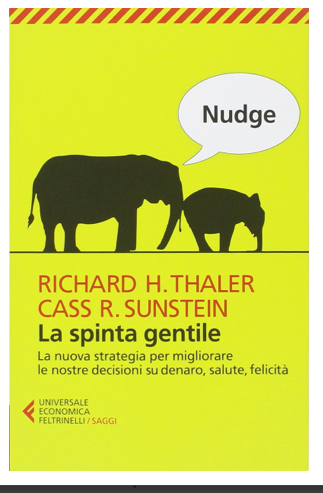 Nudge
RICHARD H. THALER
CASS R. SUNSTEIN
La spinta gentile
La nuova strategia per migliorare
le nostre decisioni su denaro, salute, felicità
UNIVERSALE
ECONOMICA
FELTRINELLI / SAGGI